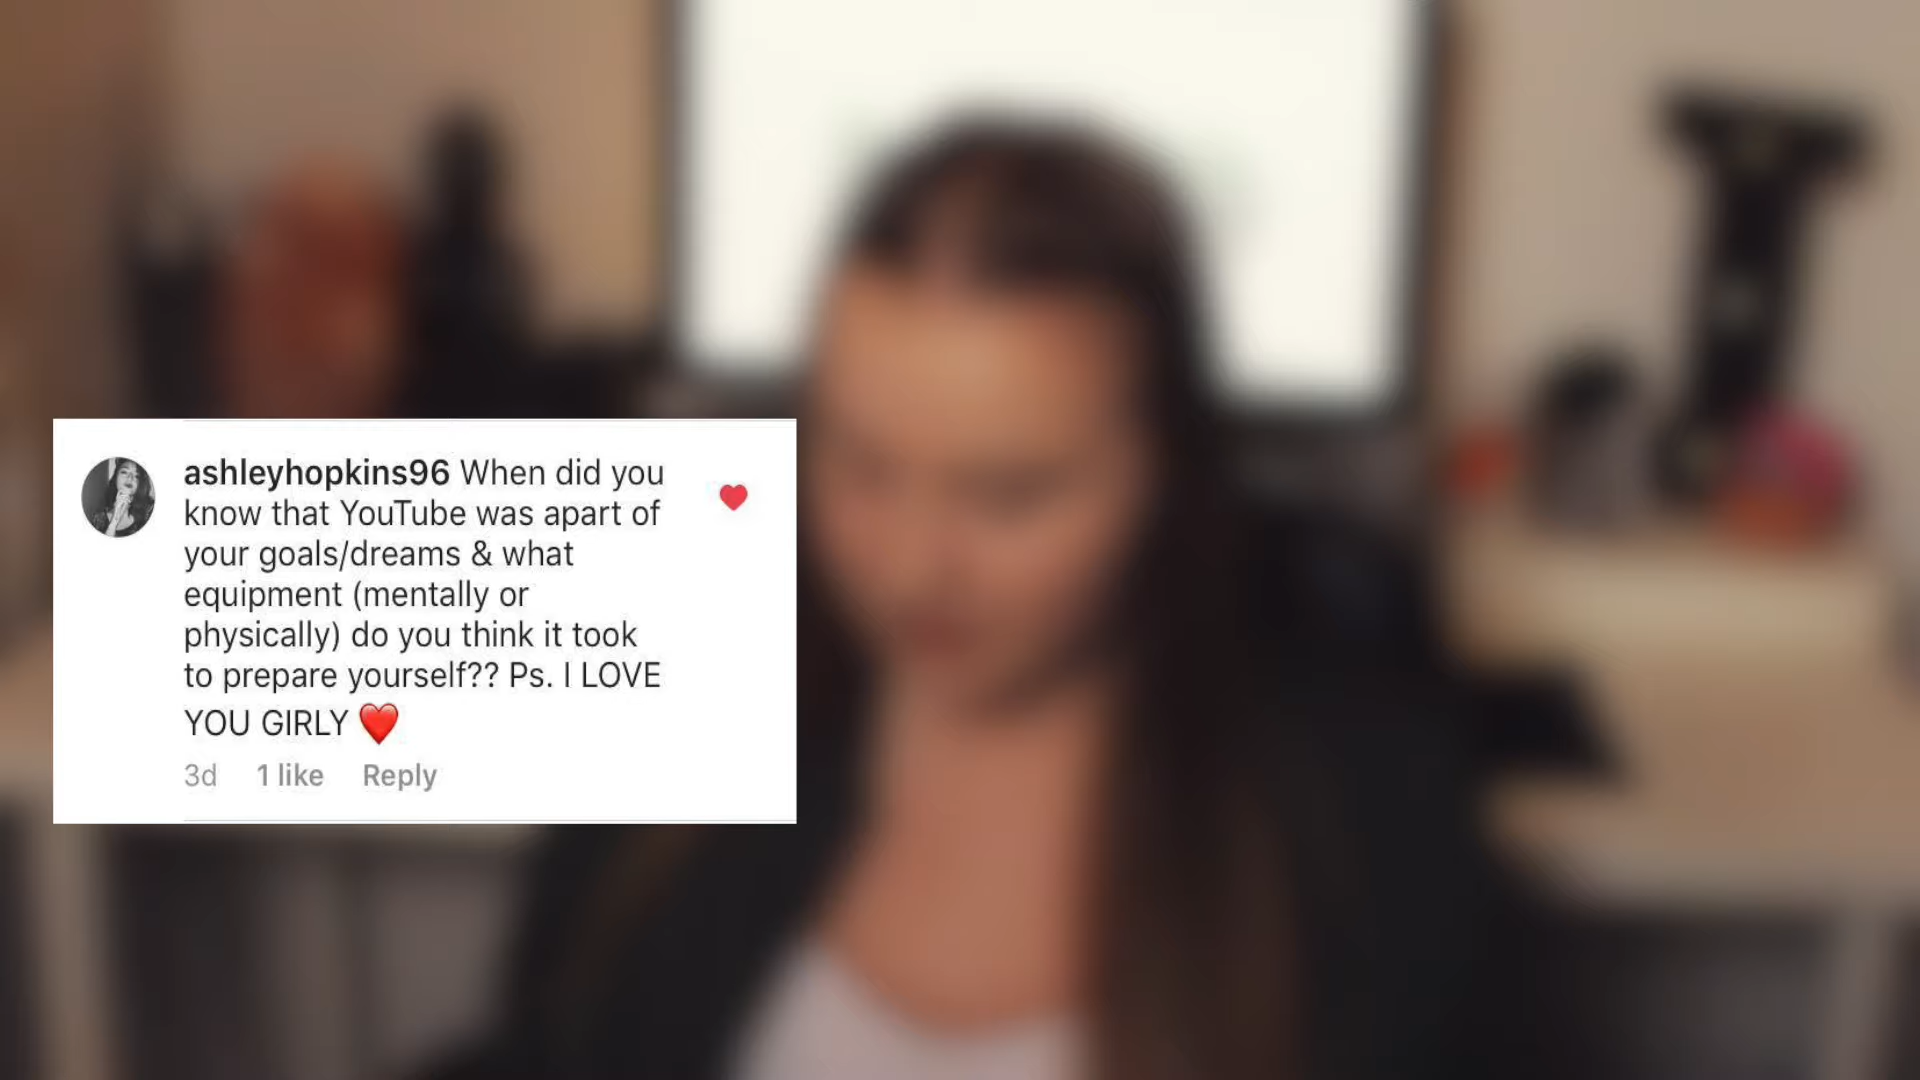 ashleyhopkins96 When did you
know that YouTube was apart of
your goals/dreams & what
equipment (mentally or
physically) do you think it took
to prepare yourself?? Ps. I LOVE
YOU GIRLY ❤️
3d 1 like Reply